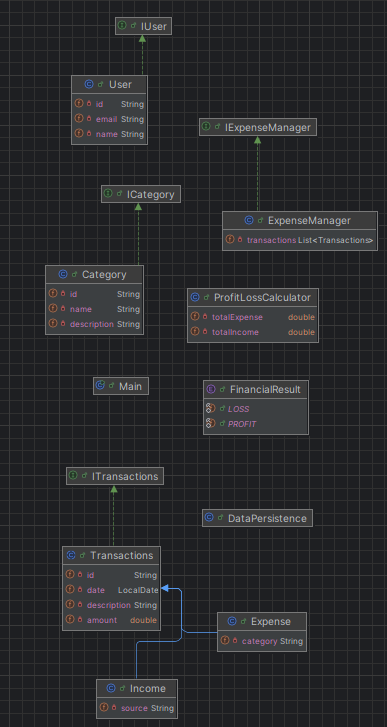 IUser
User
id String
email String
name String
IExpenseManager
ICategory
ExpenseManager
transactions List<Transactions>
Category
id String
name String
description String
ProfitLossCalculator
totalExpense double
totalIncome double
Main
FinancialResult
LOSS
PROFIT
ITransactions
DataPersistence
Transactions
id String
date LocalDate
description String
amount double
Expense
category String
Income
source String